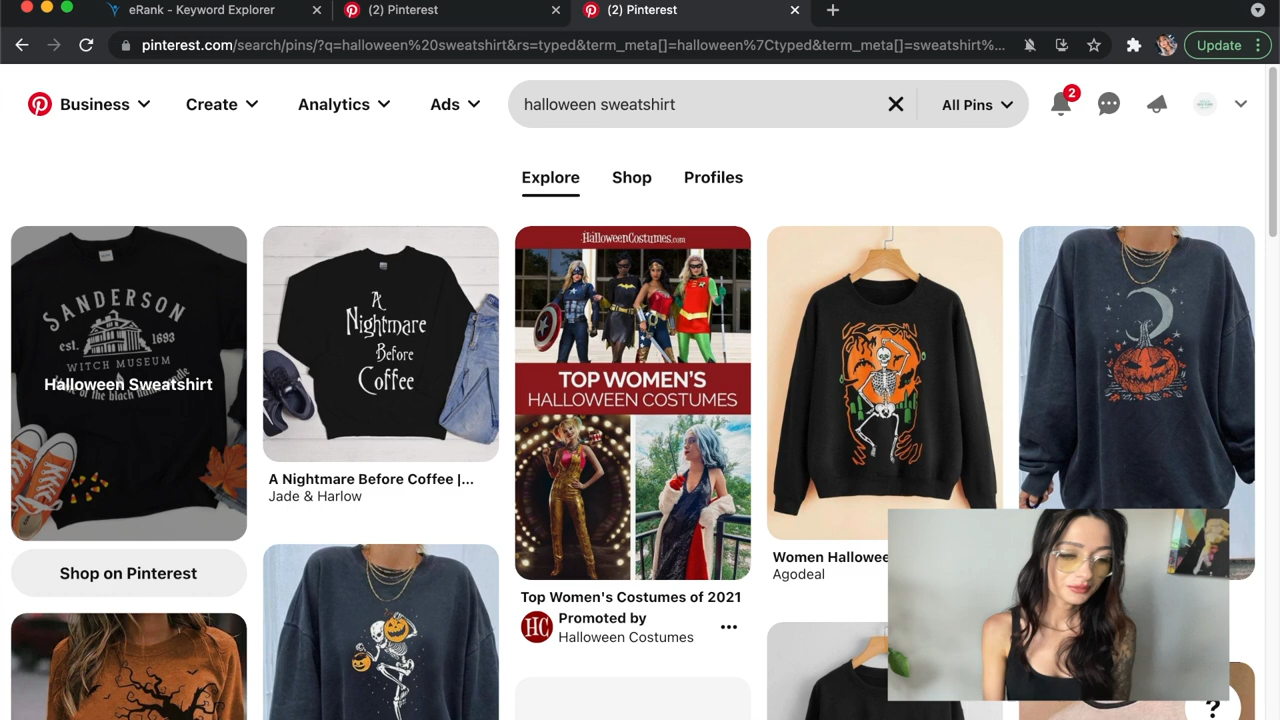 eRank - Keyword Explorer
(2) Pinterest
(2) Pinterest
pinterest.com/search/pins/?q=halloween%20sweatshirt&rs=typed&term_meta[]=halloween%7Ctyped&term_meta[]=sweatshirt%...
Update
Business
Create
Analytics
Ads
halloween sweatshirt
All Pins
2
Explore
Shop
Profiles
SANDERSON
est. 1693
WITCH MUSEUM
Halloween Sweatshirt
Shop on Pinterest
A
Nightmare
Before
Coffee
A Nightmare Before Coffee |...
Jade & Harlow
HalloweenCostumes.com
TOP WOMEN'S
HALLOWEEN COSTUMES
Top Women's Costumes of 2021
HC
Promoted by
Halloween Costumes
Women Hallowee
Agodeal
?